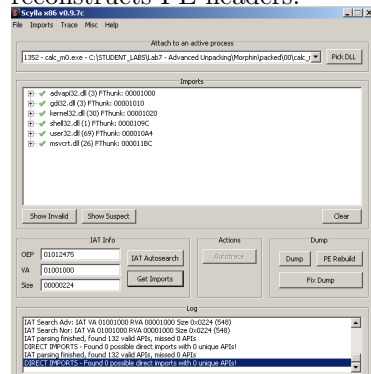 reconstructs PE headers.
Scylla x86 v0.9.7c
File Imports Trace Misc Help
Attach to an active process
1352 - calc_m0.exe - C:\STUDENT_LABS\Lab7 - Advanced Unpacking\Morphin\packed\00\calc_r
Pick DLL
Imports
advapi32.dll (3) FThunk: 00001000
gdi32.dll (3) FThunk: 00001010
kernel32.dll (30) FThunk: 00001020
shell32.dll (1) FThunk: 0000109C
user32.dll (69) FThunk: 000010A4
msvcrt.dll (26) FThunk: 000011BC
Show Invalid Show Suspect Clear
IAT Info Actions Dump
OEP 01012475 IAT Autosearch Autotrace Dump PE Rebuild
VA 01001000
Size 00000224 Get Imports Fix Dump
Log
IAT Search Adv: IAT VA 01001000 RVA 00001000 Size 0x0224 (548)
IAT Search Nor: IAT VA 01001000 RVA 00001000 Size 0x0224 (548)
IAT parsing finished, found 132 valid APIs, missed 0 APIs
DIRECT IMPORTS - Found 0 possible direct imports with 0 unique APIs!
IAT parsing finished, found 132 valid APIs, missed 0 APIs
DIRECT IMPORTS - Found 0 possible direct imports with 0 unique APIs!